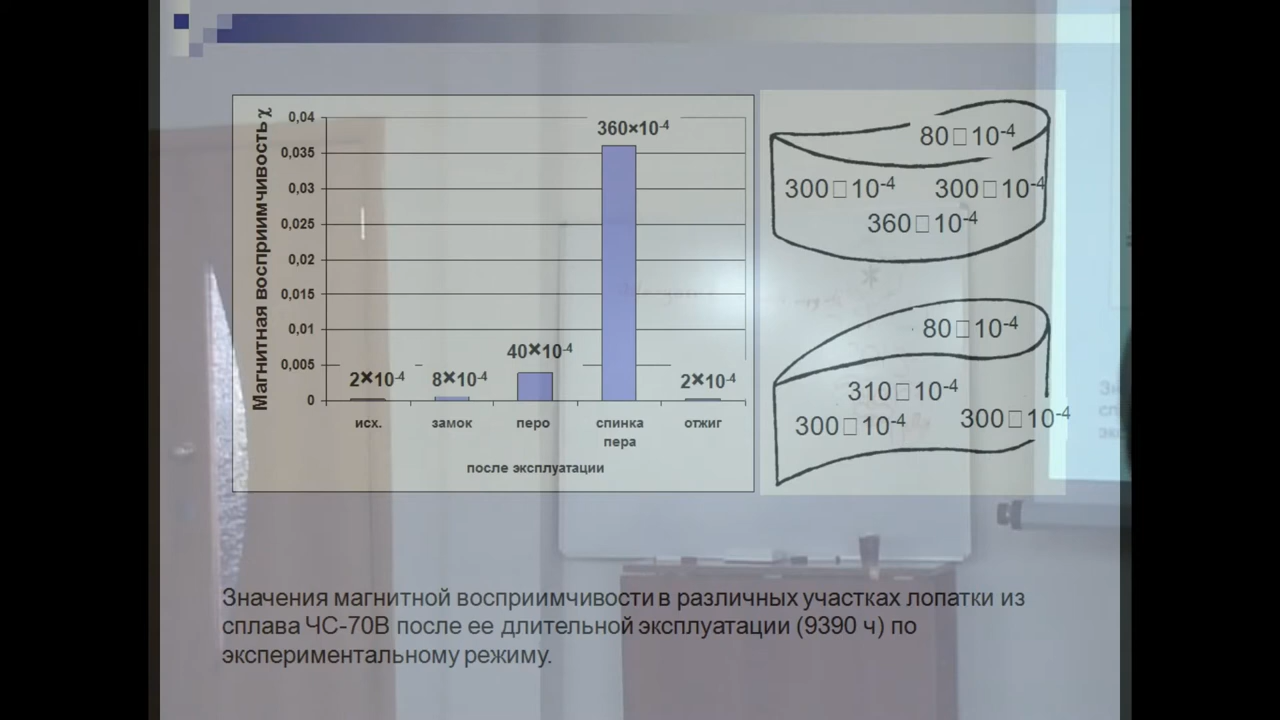 Магнитная восприимчивость χ
0,04
0,035
0,03
0,025
0,02
0,015
0,01
0,005
0
2×10⁻⁴
8×10⁻⁴
40×10⁻⁴
360×10⁻⁴
2×10⁻⁴
исх.
замок
перо
спинка
пера
отжиг
после эксплуатации
80□10⁻⁴
300□10⁻⁴ 300□10⁻⁴
360□10⁻⁴
80□10⁻⁴
310□10⁻⁴
300□10⁻⁴ 300□10⁻⁴
Значения магнитной восприимчивости в различных участках лопатки из
сплава ЧС-70В после ее длительной эксплуатации (9390 ч) по
экспериментальному режиму.